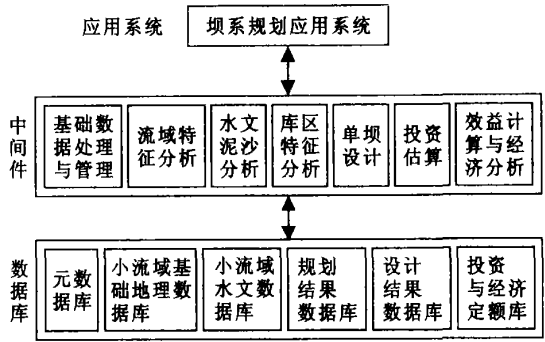 应用系统
坝系规划应用系统
中间件
基础数
据处理
与管理
流域特
征分析
水文
泥沙
分析
库区
特征
分析
单坝
设计
投资
估算
效益计
算与经
济分析
数据库
元数
据库
小流域基
础地理数
据库
小流域
水文数
据库
规划
结果
数据库
设计
结果
数据库
投资
与经济
定额库